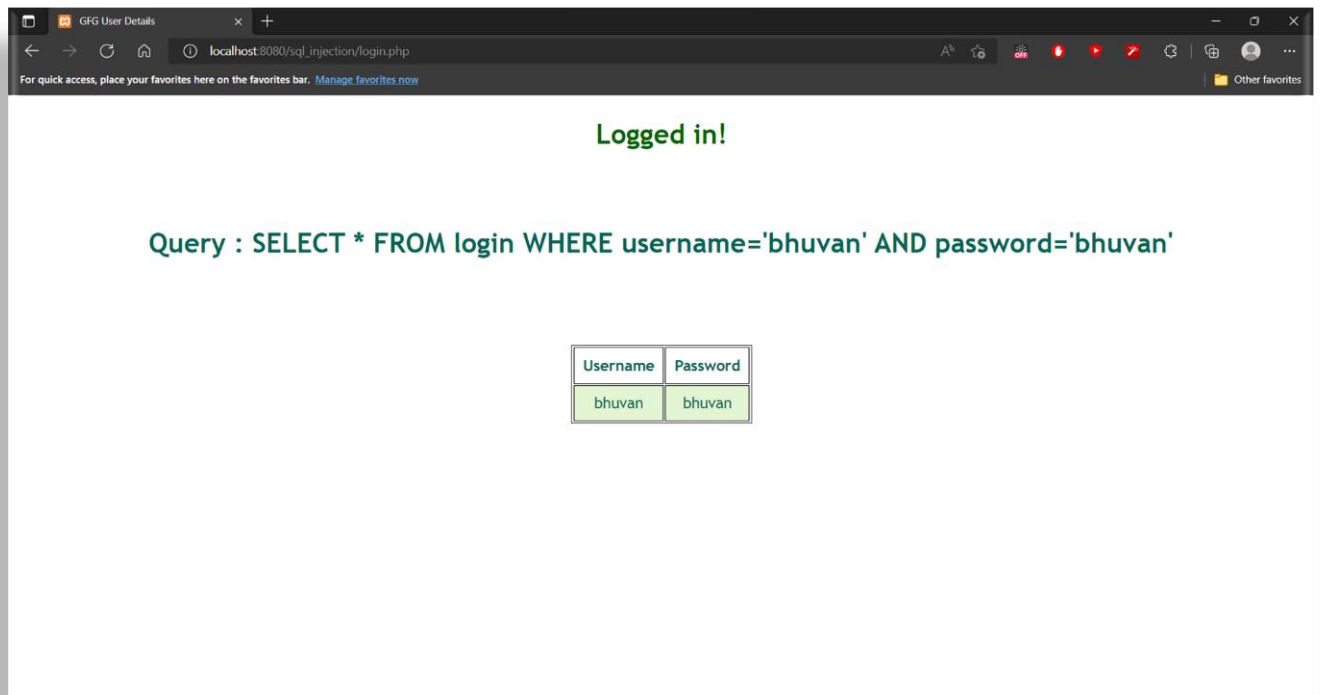 GFG User Details
localhost:8080/sql_injection/login.php
OFF
For quick access, place your favorites here on the favorites bar. Manage favorites now
Other favorites
Logged in!
Query : SELECT * FROM login WHERE username='bhuvan' AND password='bhuvan'
Username Password
bhuvan bhuvan